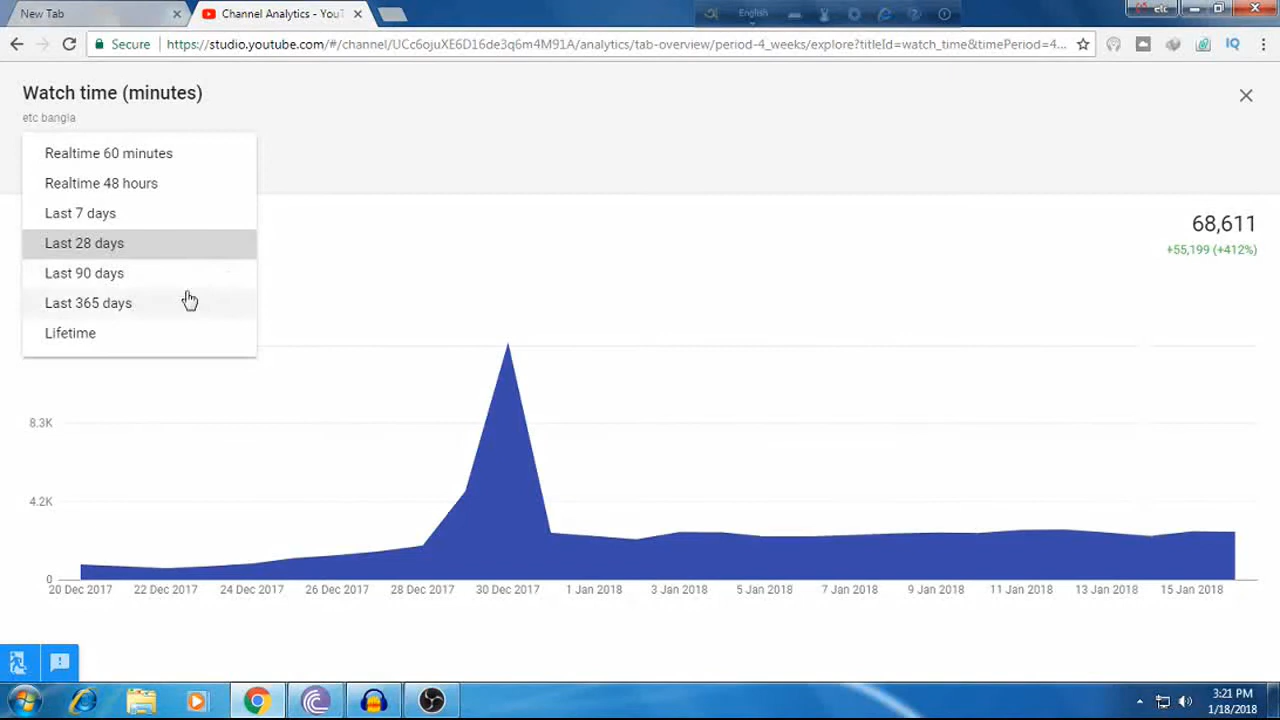 New Tab
Channel Analytics - YouT
English
etc
Secure
https://studio.youtube.com/#/channel/UCc6ojuXE6D16de3q6m4M91A/analytics/tab-overview/period-4_weeks/explore?titleId=watch_time&timePeriod=4...
IQ
Watch time (minutes)
etc bangla
Realtime 60 minutes
Realtime 48 hours
Last 7 days
Last 28 days
Last 90 days
Last 365 days
Lifetime
68,611
+55,199 (+412%)
8.3K
4.2K
0
20 Dec 2017 22 Dec 2017 24 Dec 2017 26 Dec 2017 28 Dec 2017 30 Dec 2017 1 Jan 2018 3 Jan 2018 5 Jan 2018 7 Jan 2018 9 Jan 2018 11 Jan 2018 13 Jan 2018 15 Jan 2018
3:21 PM
1/18/2018